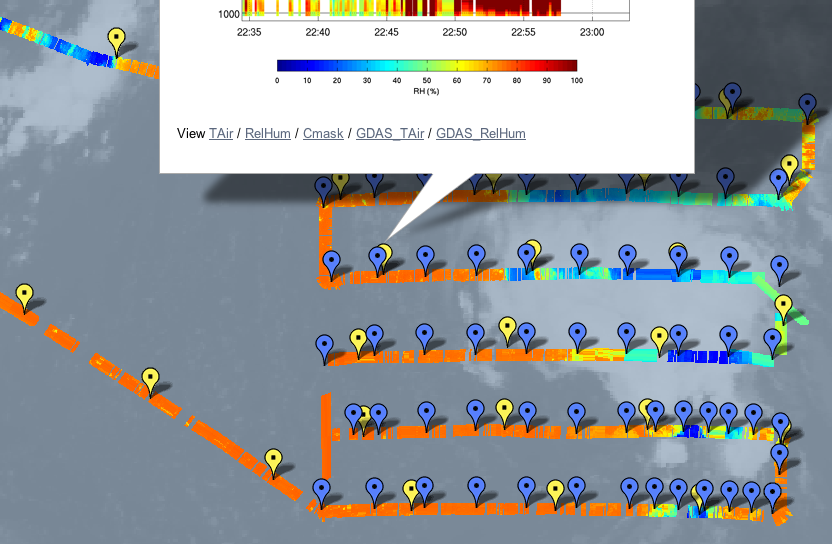 1000
22:35 22:40 22:45 22:50 22:55 23:00
0 10 20 30 40 50 60 70 80 90 100
RH (%)
View TAir / RelHum / Cmask / GDAS_TAir / GDAS_RelHum